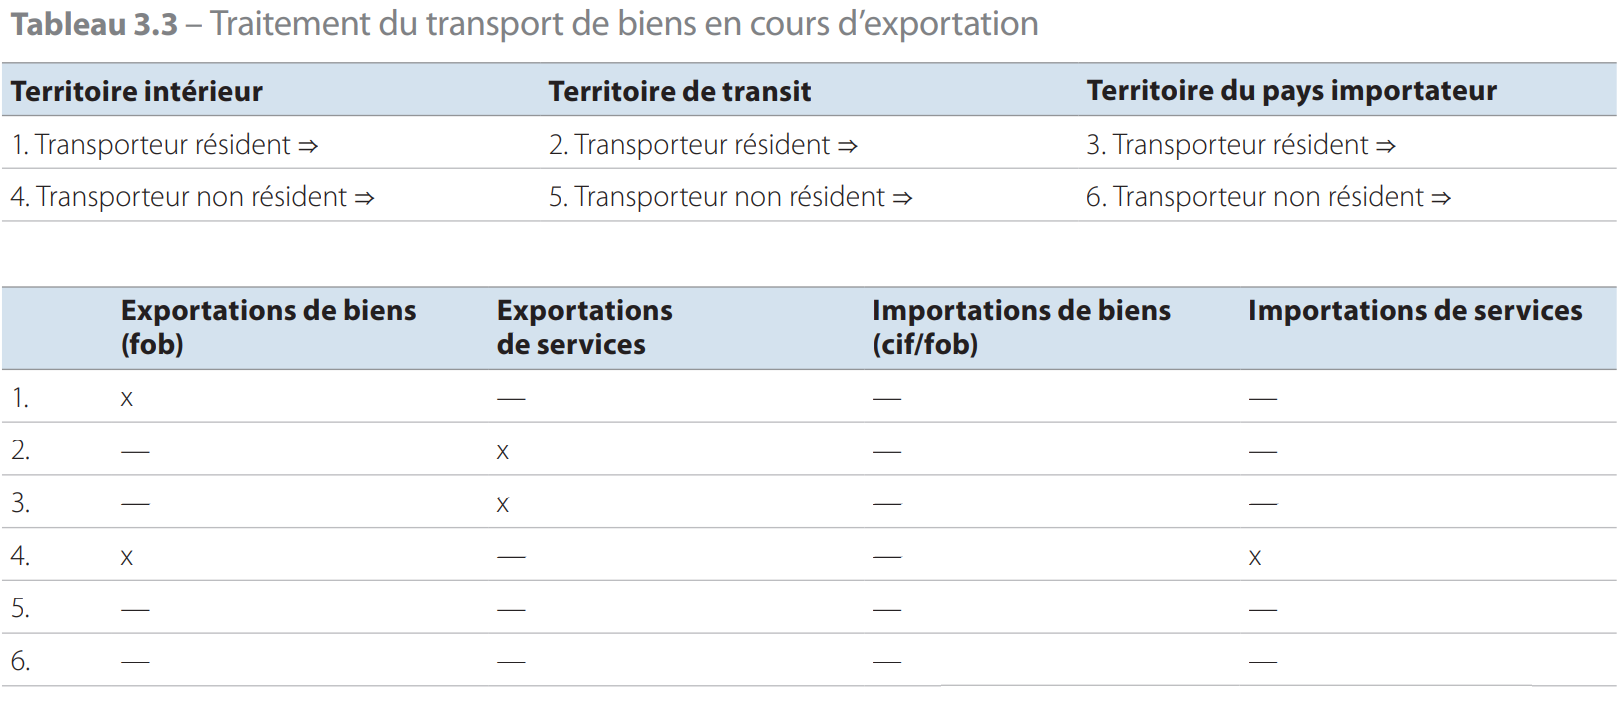 Tableau 3.3 – Traitement du transport de biens en cours d’exportation
Territoire intérieur Territoire de transit Territoire du pays importateur
1. Transporteur résident ⇒ 2. Transporteur résident ⇒ 3. Transporteur résident ⇒
4. Transporteur non résident ⇒ 5. Transporteur non résident ⇒ 6. Transporteur non résident ⇒
Exportations de biens Exportations Importations de biens Importations de services
(fob) de services (cif/fob)
1. x — — —
2. — x — —
3. — x — —
4. x — — x
5. — — — —
6. — — — —